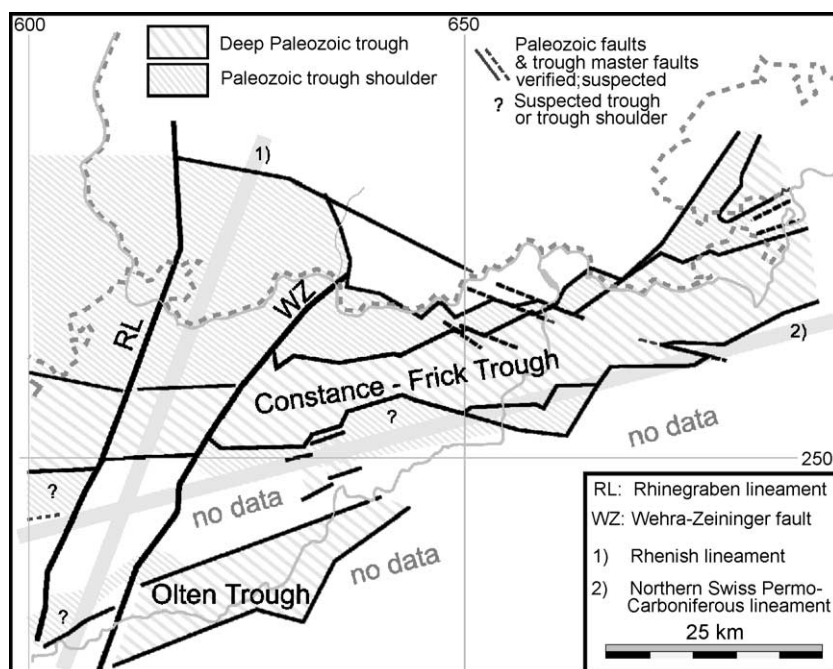 600
650
Deep Paleozoic trough
Paleozoic trough shoulder
Paleozoic faults
& trough master faults
verified;suspected
? Suspected trough
or trough shoulder
1)
RL
WZ
2)
Constance - Frick Trough
?
no data
250
?
no data
no data
Olten Trough
?
RL: Rhinegraben lineament
WZ: Wehra-Zeininger fault
1) Rhenish lineament
2) Northern Swiss Permo-
Carboniferous lineament
25 km